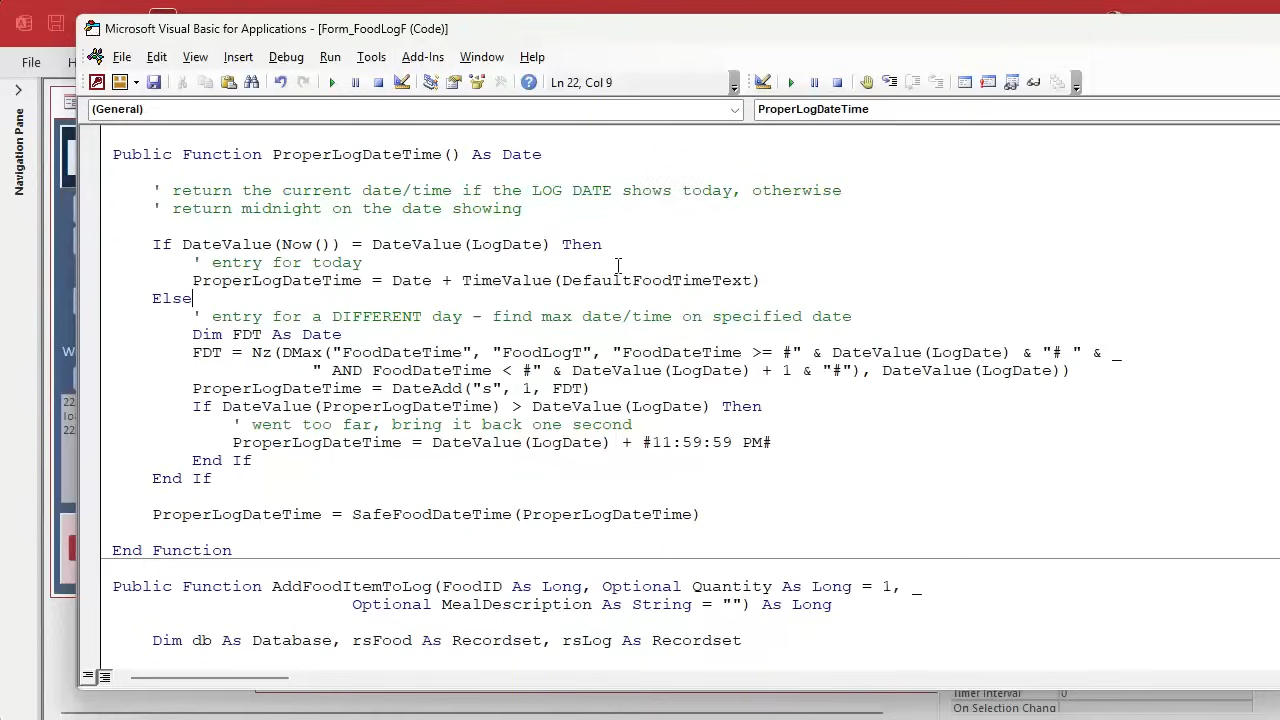 Microsoft Visual Basic for Applications - [Form_FoodLogF (Code)]
File
File Edit View Insert Debug Run Tools Add-Ins Window Help
Ln 22, Col 9
(General)
ProperLogDateTime
Navigation Pane
Public Function ProperLogDateTime() As Date
' return the current date/time if the LOG DATE shows today, otherwise
' return midnight on the date showing
If DateValue(Now()) = DateValue(LogDate) Then
' entry for today
ProperLogDateTime = Date + TimeValue(DefaultFoodTimeText)
Else
' entry for a DIFFERENT day - find max date/time on specified date
Dim FDT As Date
FDT = Nz(DMax("FoodDateTime", "FoodLogT", "FoodDateTime >= #" & DateValue(LogDate) & "# " & _
" AND FoodDateTime < #" & DateValue(LogDate) + 1 & "#"), DateValue(LogDate))
ProperLogDateTime = DateAdd("s", 1, FDT)
If DateValue(ProperLogDateTime) > DateValue(LogDate) Then
' went too far, bring it back one second
ProperLogDateTime = DateValue(LogDate) + #11:59:59 PM#
End If
End If
ProperLogDateTime = SafeFoodDateTime(ProperLogDateTime)
End Function
Public Function AddFoodItemToLog(FoodID As Long, Optional Quantity As Long = 1, _
Optional MealDescription As String = "") As Long
Dim db As Database, rsFood As Recordset, rsLog As Recordset
Timer Interval 0
On Selection Chang